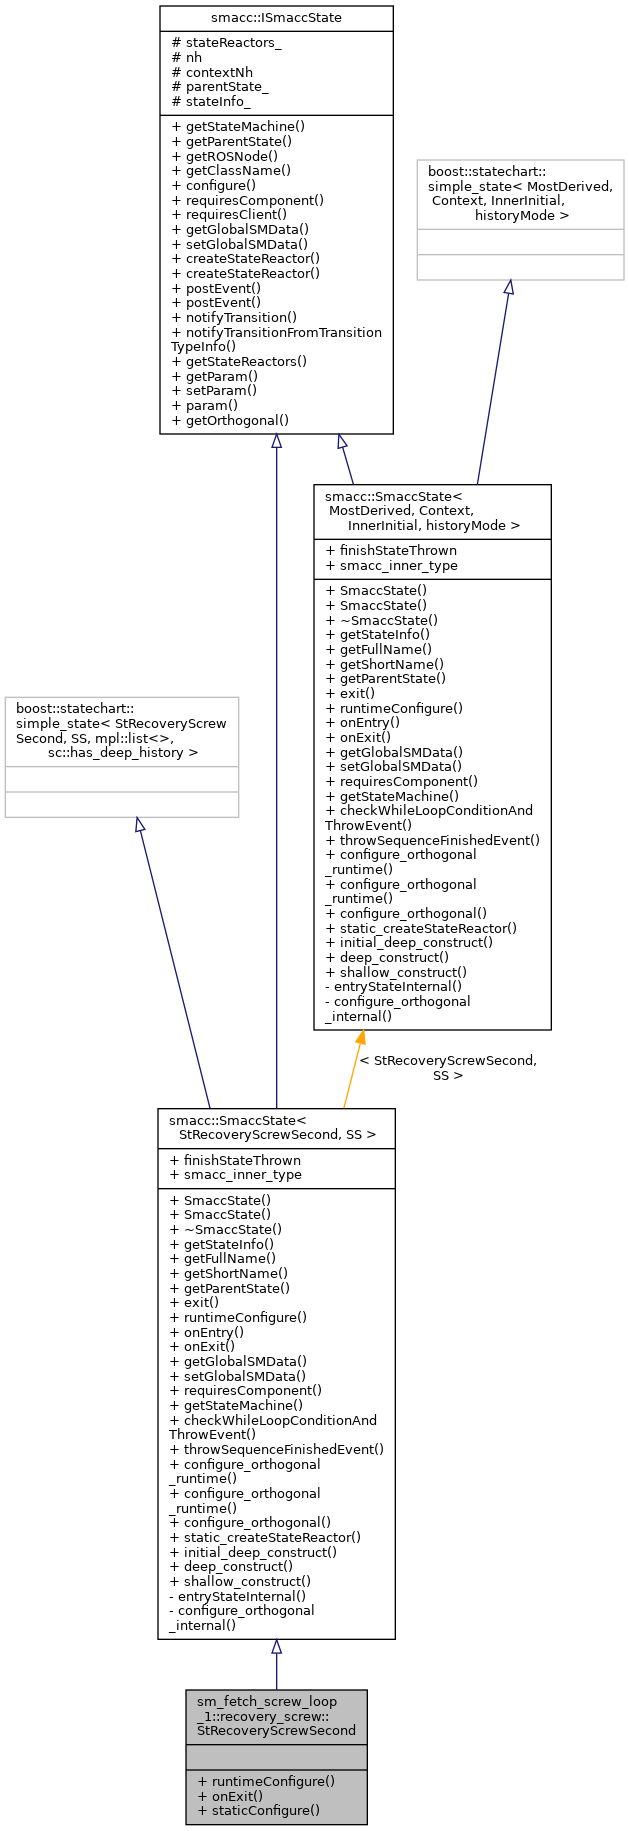 smacc::ISmaccState
# stateReactors_
# nh
# contextNh
# parentState_
# stateInfo_
+ getStateMachine()
+ getParentState()
+ getROSNode()
+ getClassName()
+ configure()
+ requiresComponent()
+ requiresClient()
+ getGlobalSMData()
+ setGlobalSMData()
+ createStateReactor()
+ createStateReactor()
+ postEvent()
+ postEvent()
+ notifyTransition()
+ notifyTransitionFromTransition
TypeInfo()
+ getStateReactors()
+ getParam()
+ setParam()
+ param()
+ getOrthogonal()
boost::statechart::
simple_state< MostDerived,
Context, InnerInitial,
historyMode >
smacc::SmaccState<
MostDerived, Context,
InnerInitial, historyMode >
+ finishStateThrown
+ smacc_inner_type
+ SmaccState()
+ SmaccState()
+ ~SmaccState()
+ getStateInfo()
+ getFullName()
+ getShortName()
+ getParentState()
+ exit()
+ runtimeConfigure()
+ onEntry()
+ onExit()
+ getGlobalSMData()
+ setGlobalSMData()
+ requiresComponent()
+ getStateMachine()
+ checkWhileLoopConditionAnd
ThrowEvent()
+ throwSequenceFinishedEvent()
+ configure_orthogonal
_runtime()
+ configure_orthogonal
_runtime()
+ configure_orthogonal()
+ static_createStateReactor()
+ initial_deep_construct()
+ deep_construct()
+ shallow_construct()
- entryStateInternal()
- configure_orthogonal
_internal()
boost::statechart::
simple_state< StRecoveryScrew
Second, SS, mpl::list<>,
sc::has_deep_history >
< StRecoveryScrewSecond,
SS >
smacc::SmaccState<
StRecoveryScrewSecond, SS >
+ finishStateThrown
+ smacc_inner_type
+ SmaccState()
+ SmaccState()
+ ~SmaccState()
+ getStateInfo()
+ getFullName()
+ getShortName()
+ getParentState()
+ exit()
+ runtimeConfigure()
+ onEntry()
+ onExit()
+ getGlobalSMData()
+ setGlobalSMData()
+ requiresComponent()
+ getStateMachine()
+ checkWhileLoopConditionAnd
ThrowEvent()
+ throwSequenceFinishedEvent()
+ configure_orthogonal
_runtime()
+ configure_orthogonal
_runtime()
+ configure_orthogonal()
+ static_createStateReactor()
+ initial_deep_construct()
+ deep_construct()
+ shallow_construct()
- entryStateInternal()
- configure_orthogonal
_internal()
sm_fetch_screw_loop
_1::recovery_screw::
StRecoveryScrewSecond
+ runtimeConfigure()
+ onExit()
+ staticConfigure()